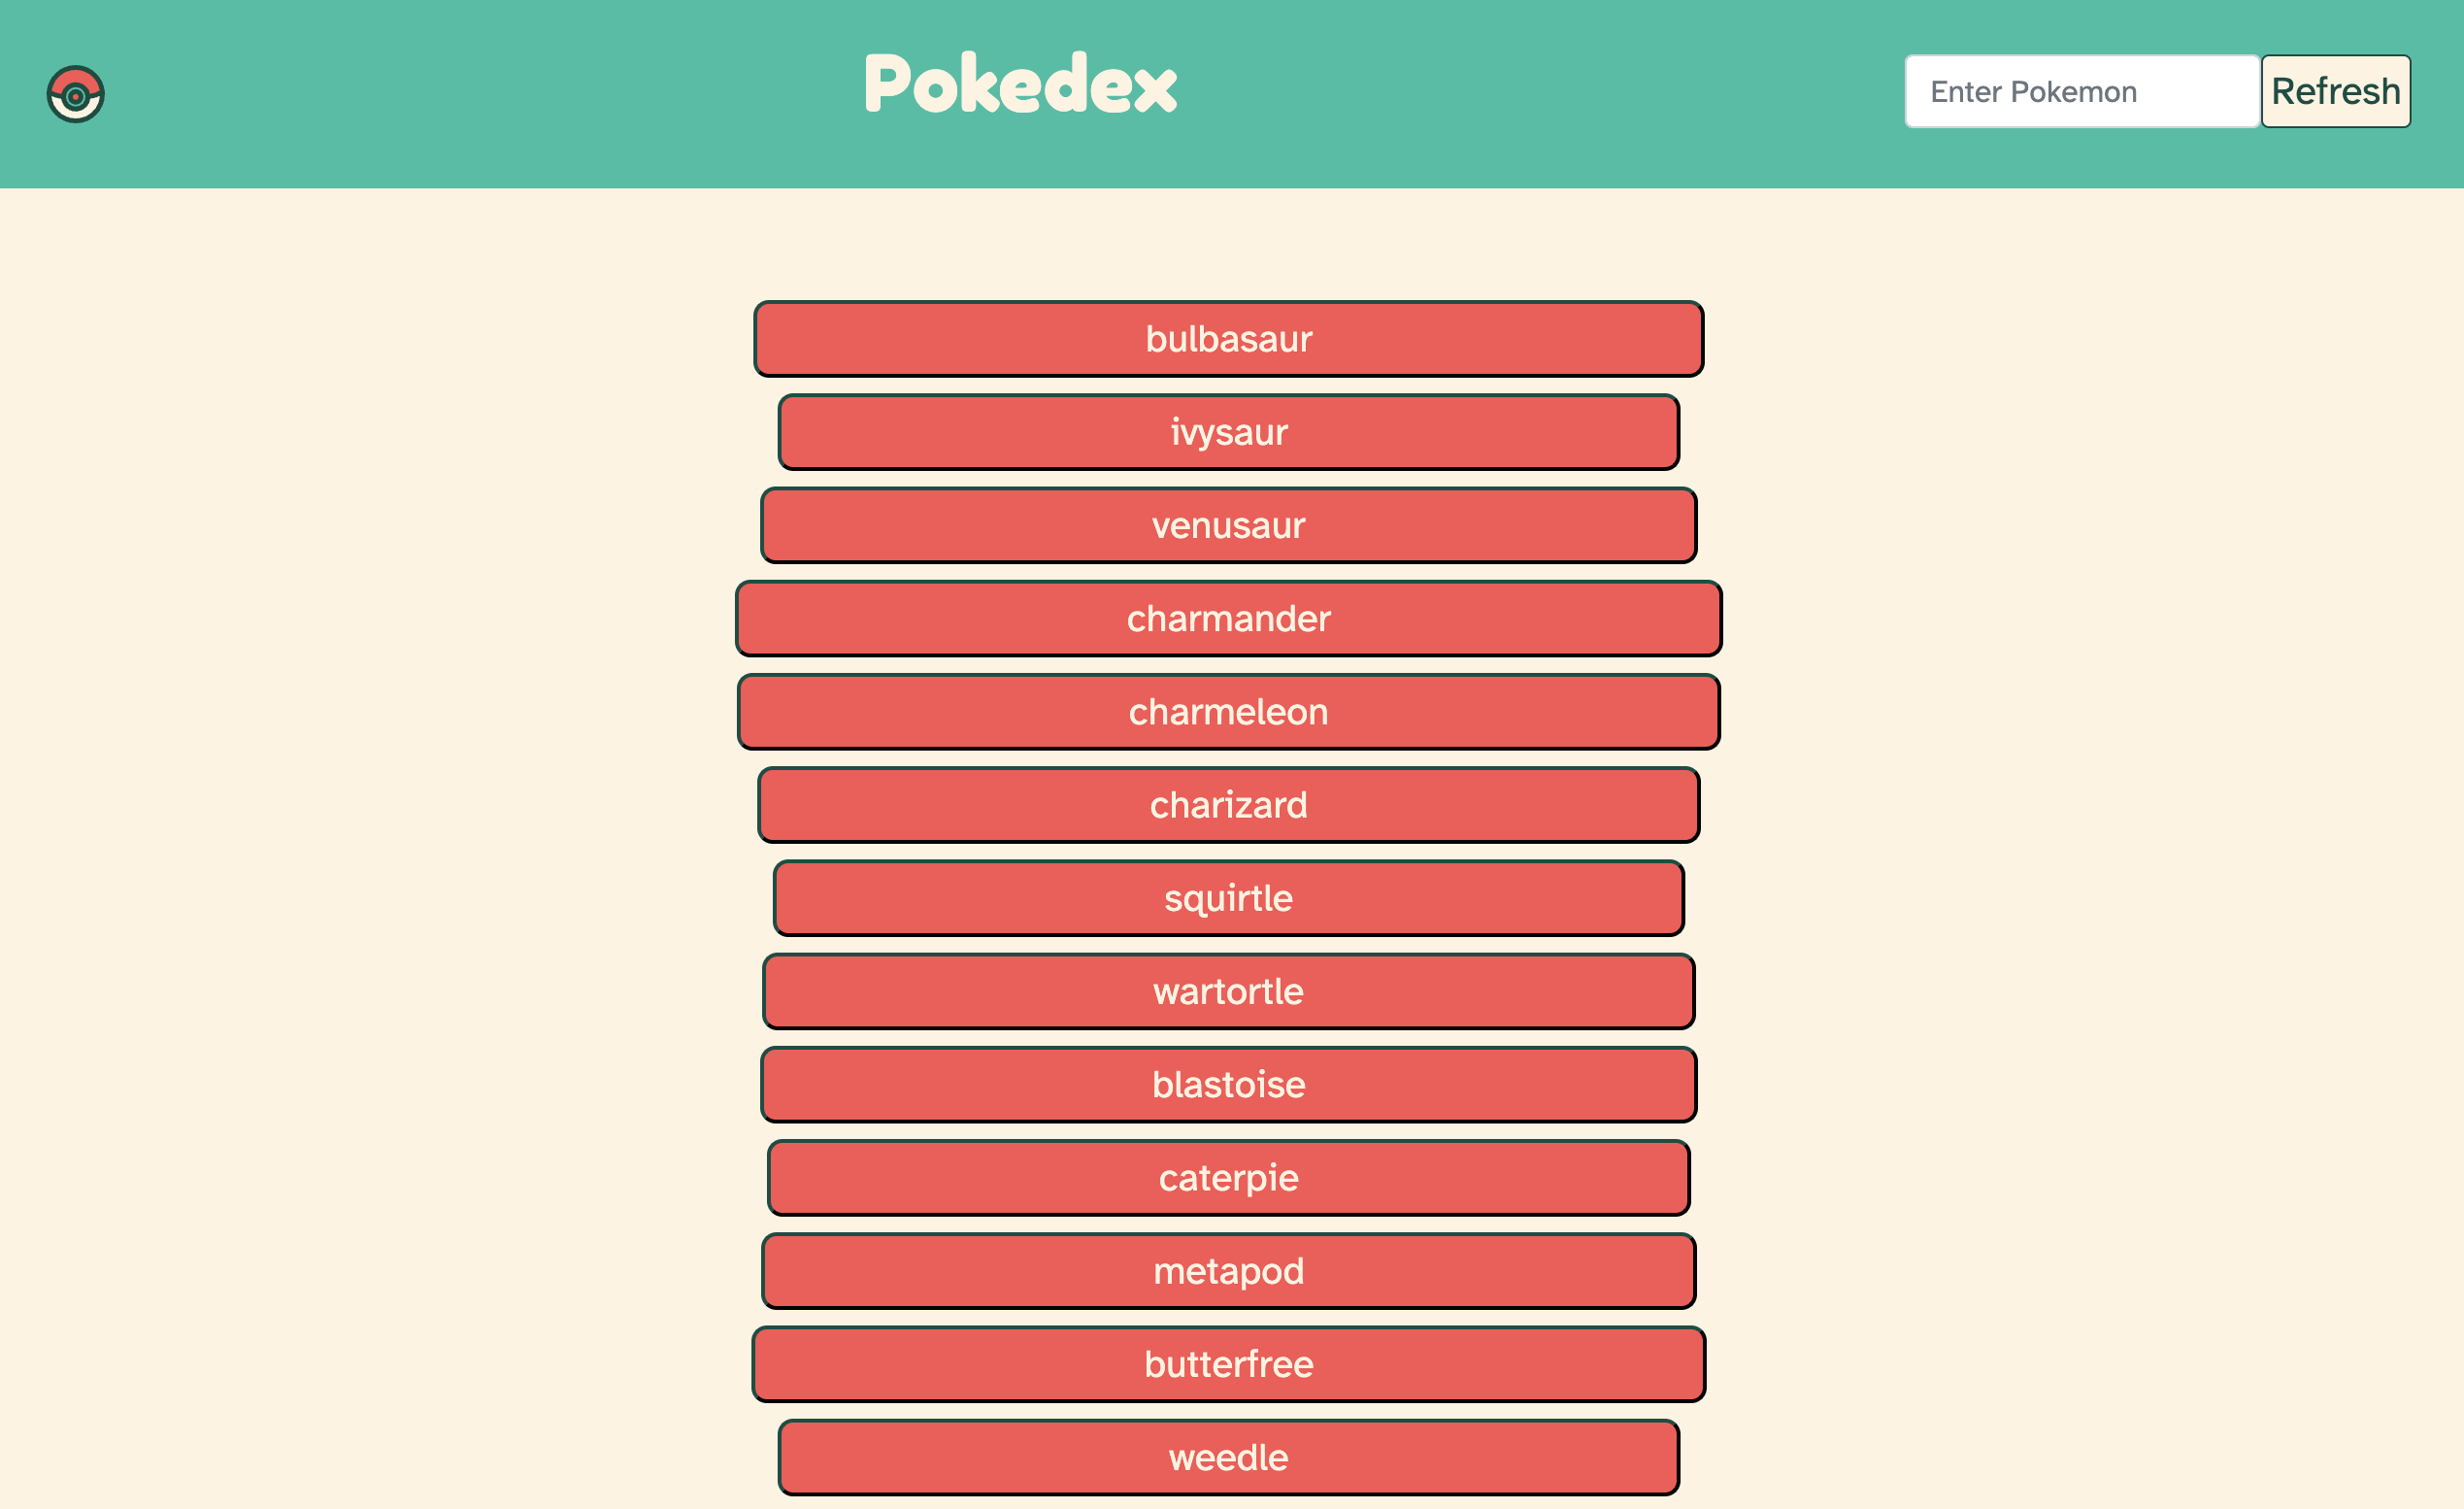 Pokedex
Enter Pokemon
Refresh
bulbasaur
ivysaur
venusaur
charmander
charmeleon
charizard
squirtle
wartortle
blastoise
caterpie
metapod
butterfree
weedle